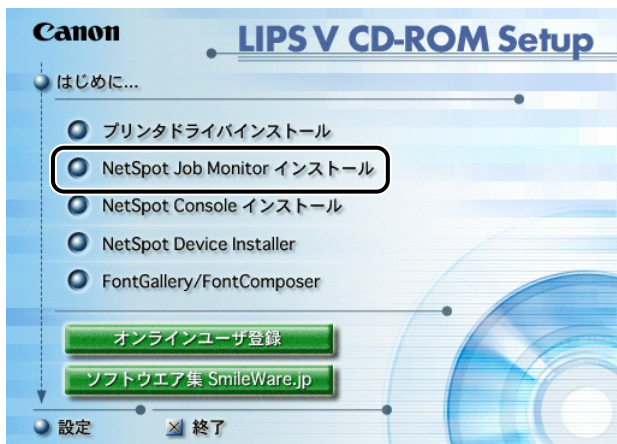 Canon
LIPS V CD-ROM Setup
はじめに...
プリンタドライバインストール
NetSpot Job Monitor インストール
NetSpot Console インストール
NetSpot Device Installer
FontGallery/FontComposer
オンラインユーザ登録
ソフトウエア集 SmileWare.jp
設定 終了